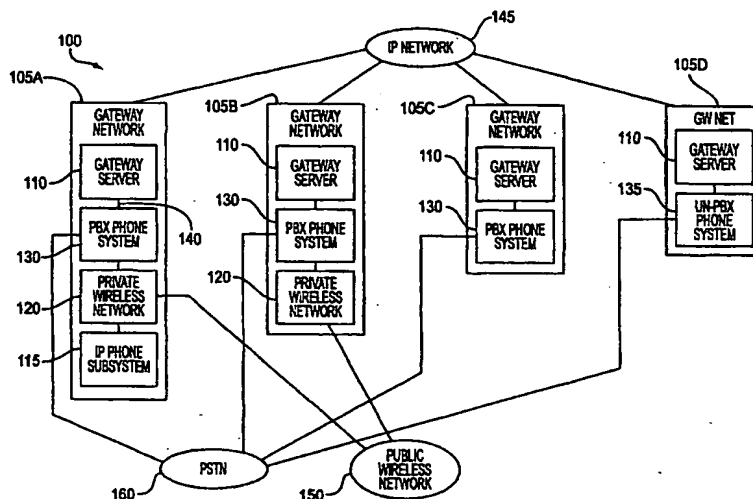 145
IP NETWORK
100
105A
105B
105C
105D
GATEWAY
NETWORK
GATEWAY
NETWORK
GATEWAY
NETWORK
GW NET
110
GATEWAY
SERVER
110
GATEWAY
SERVER
110
GATEWAY
SERVER
110
GATEWAY
SERVER
140
130
PBX PHONE
SYSTEM
130
PBX PHONE
SYSTEM
130
PBX PHONE
SYSTEM
135
UN-PBX
PHONE
SYSTEM
120
PRIVATE
WIRELESS
NETWORK
120
PRIVATE
WIRELESS
NETWORK
115
IP PHONE
SUBSYSTEM
PSTN
160
PUBLIC
WIRELESS
NETWORK
150